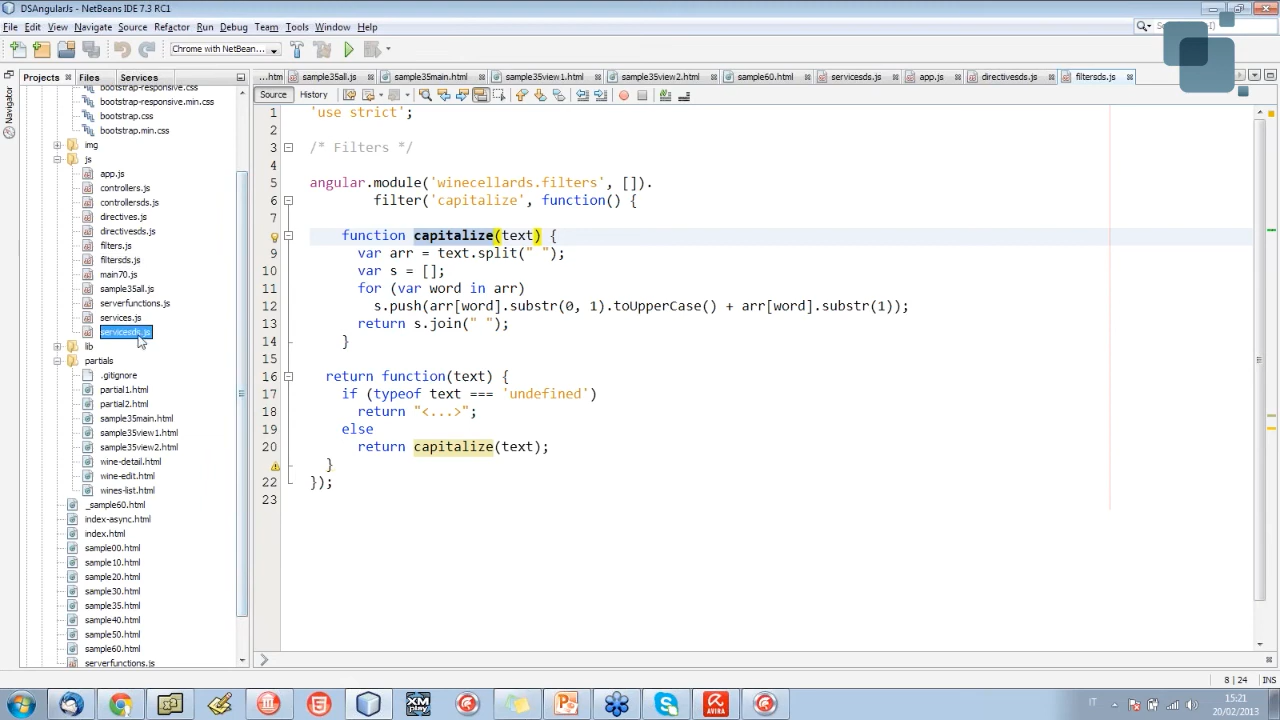 DSAngularJs - NetBeans IDE 7.3 RC1
File Edit View Navigate Source Refactor Run Debug Team Tools Window Help
Chrome with NetBean...
Projects Files Services
...htm sample35all.js sample35main.html sample35view1.html sample35view2.html sample60.html servicesds.js app.js directivesds.js filtersds.js
Navigator
Source History
bootstrap-responsive.css
bootstrap-responsive.min.css
bootstrap.css
bootstrap.min.css
img
js
app.js
controllers.js
controllersds.js
directives.js
directivesds.js
filters.js
filtersds.js
main70.js
sample35all.js
serverfunctions.js
services.js
servicesds.js
lib
partials
.gitignore
partial1.html
partial2.html
sample35main.html
sample35view1.html
sample35view2.html
wine-detail.html
wine-edit.html
wines-list.html
_sample60.html
index-async.html
index.html
sample00.html
sample10.html
sample20.html
sample30.html
sample35.html
sample40.html
sample50.html
sample60.html
serverfunctions.js
1 'use strict';
2
3 /* Filters */
4
5 angular.module('winecellards.filters', []).
6 filter('capitalize', function() {
7
function capitalize(text) {
9 var arr = text.split(" ");
10 var s = [];
11 for (var word in arr)
12 s.push(arr[word].substr(0, 1).toUpperCase() + arr[word].substr(1));
13 return s.join(" ");
14 }
15
16 return function(text) {
17 if (typeof text === 'undefined')
18 return "<...>";
19 else
20 return capitalize(text);
}
22 });
23
8 | 24 INS
IT
15:21
20/02/2013
AVIRA
XM
PLAY